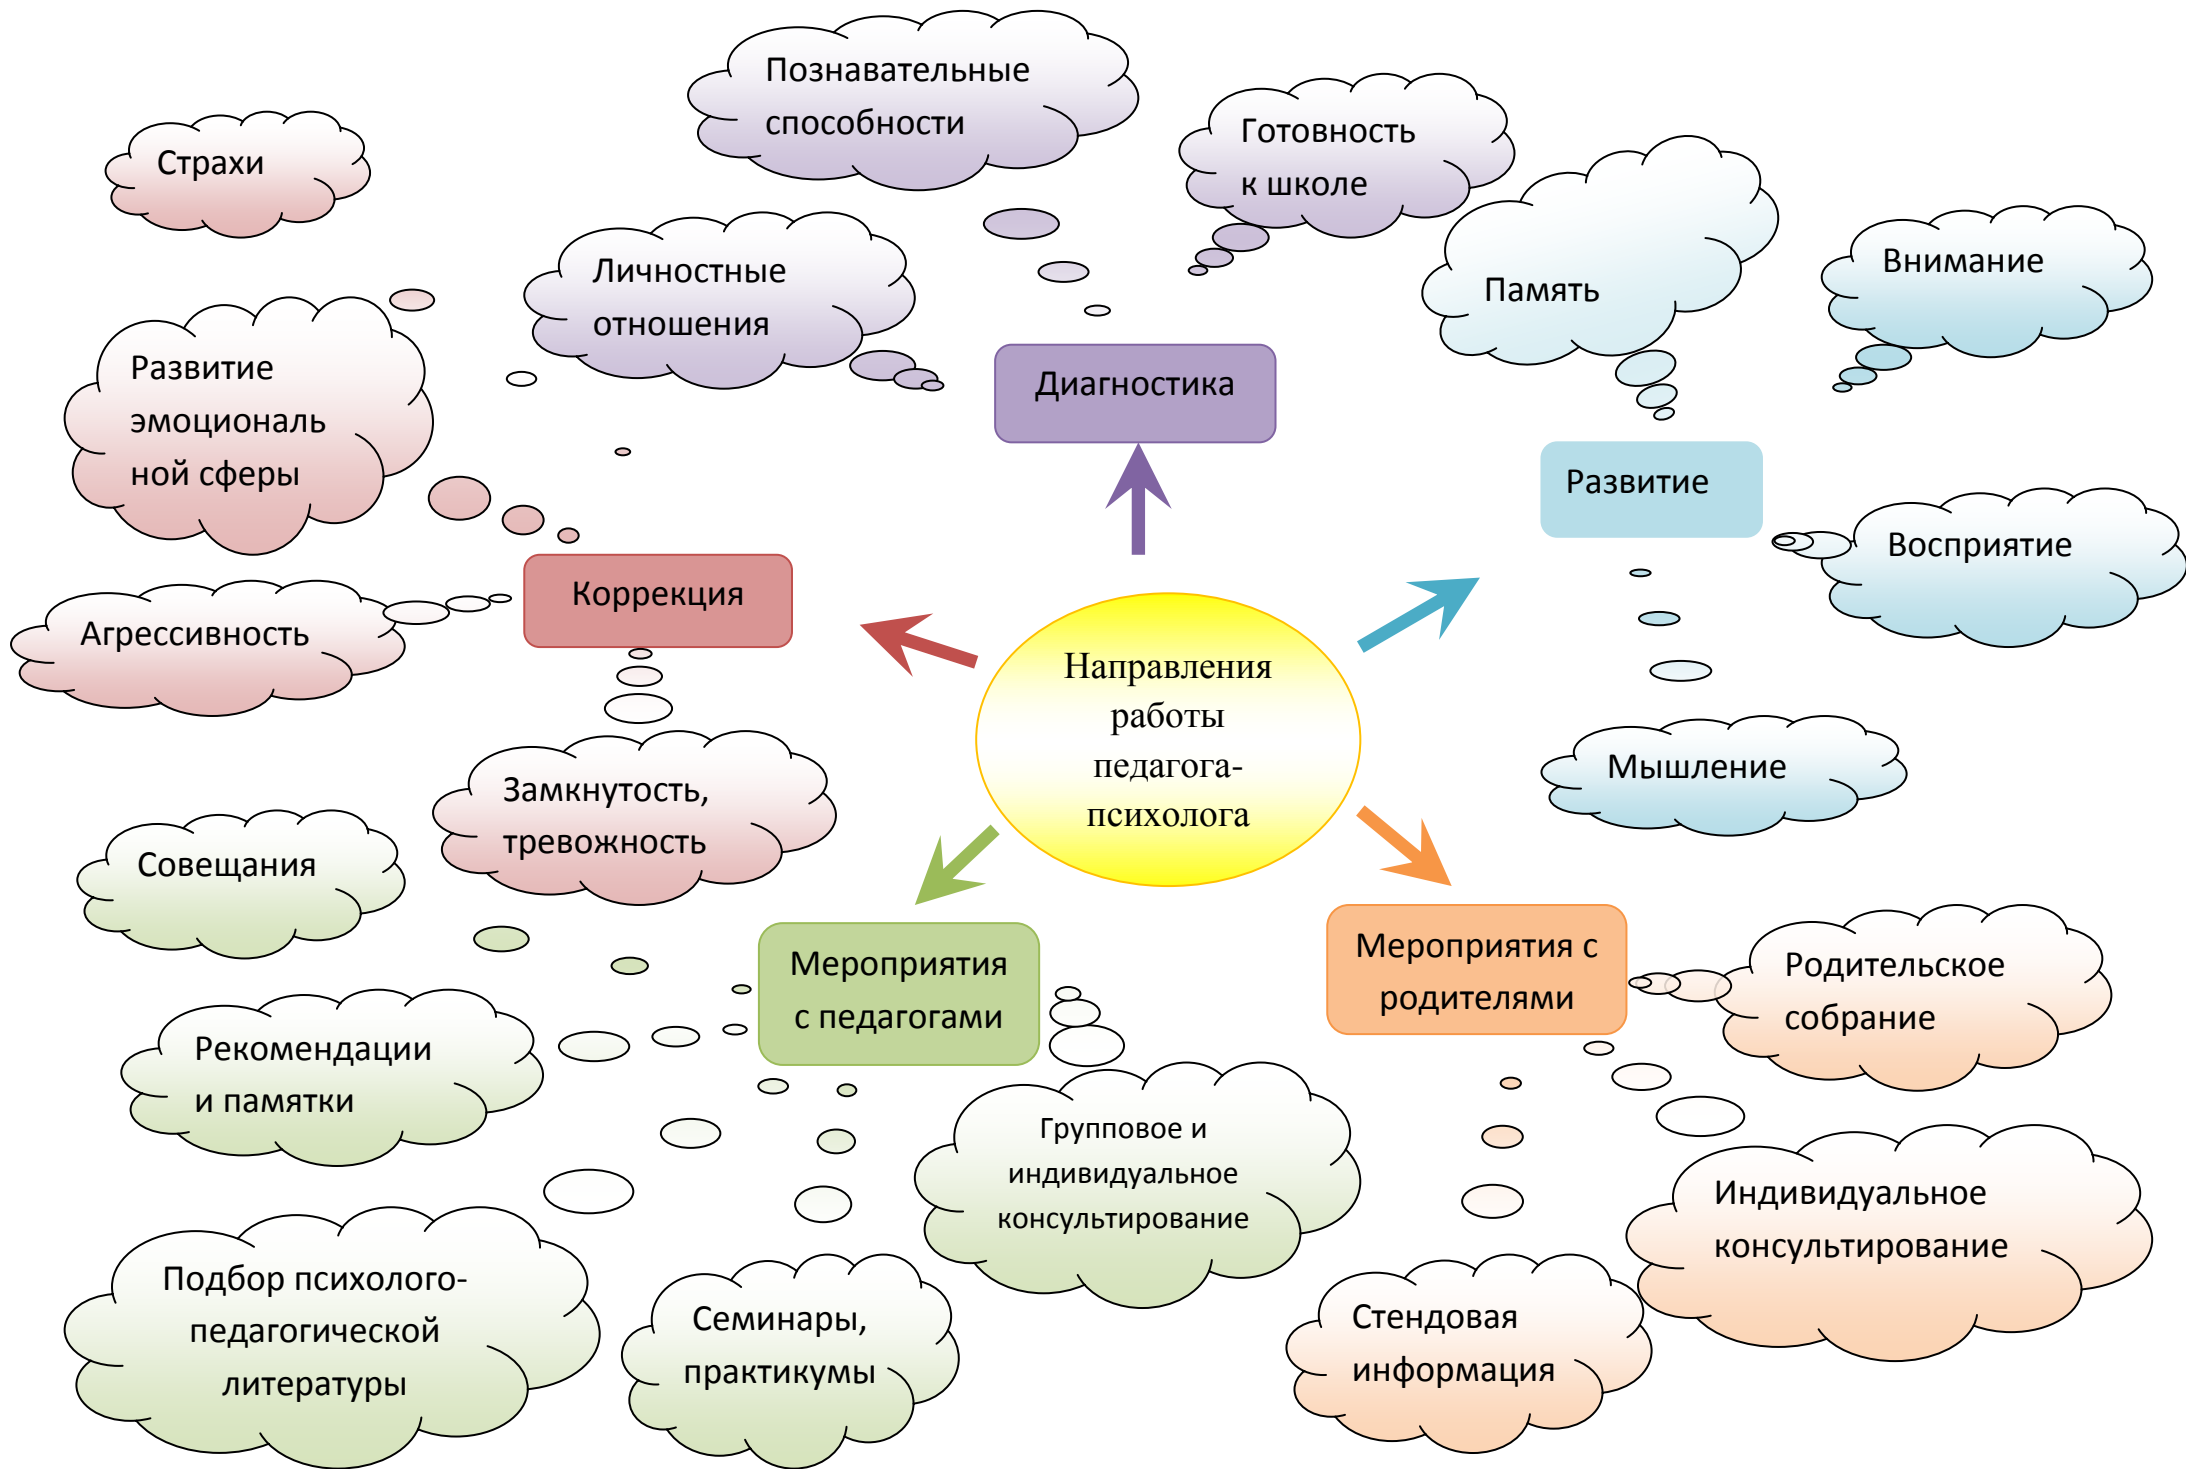 Познавательные
способности
Готовность
к школе
Страхи
Личностные
отношения
Память
Внимание
Развитие
эмоциональ
ной сферы
Диагностика
Развитие
Восприятие
Коррекция
Агрессивность
Направления
работы
педагога-
психолога
Мышление
Замкнутость,
тревожность
Совещания
Мероприятия
с педагогами
Мероприятия с
родителями
Родительское
собрание
Рекомендации
и памятки
Групповое и
индивидуальное
консультирование
Индивидуальное
консультирование
Подбор психолого-
педагогической
литературы
Семинары,
практикумы
Стендовая
информация